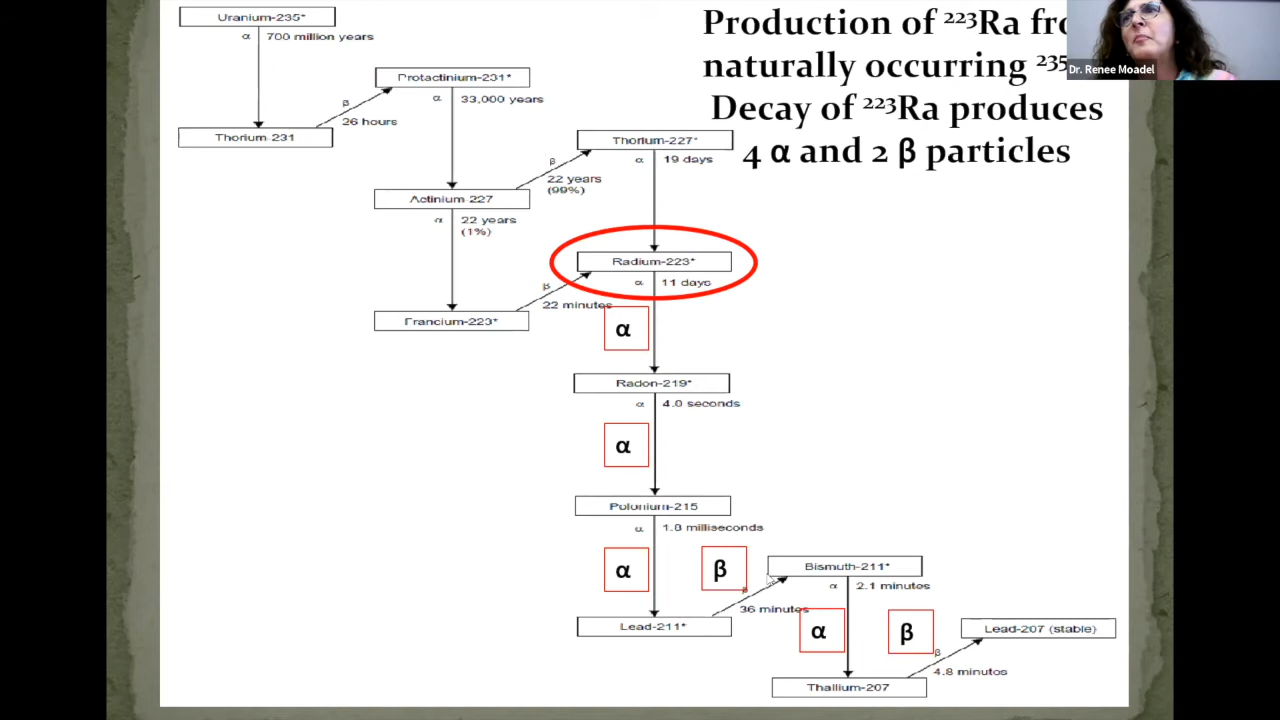 Production of ²²³Ra fro
naturally occurring ²³⁵
Decay of ²²³Ra produces
4 α and 2 β particles
Dr. Renee Moadel
Uranium-235*
α 700 million years
Protactinium-231*
β
26 hours
α 33,000 years
Thorium-231
Thorium-227*
β
22 years
(99%)
α 19 days
Actinium-227
α 22 years
(1%)
Radium-223*
β
22 minutes
α 11 days
Francium-223*
α
Radon-219*
α 4.0 seconds
α
Polonium-215
α 1.8 milliseconds
α
β
Bismuth-211*
β
36 minutes
α 2.1 minutes
Lead-211*
α
β
Lead-207 (stable)
β
4.8 minutes
Thallium-207